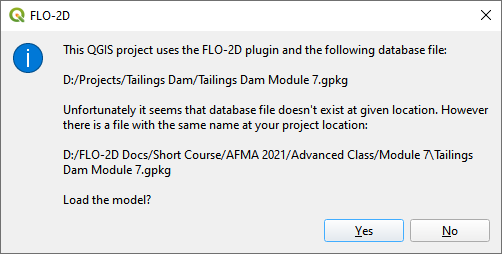 FLO-2D
This QGIS project uses the FLO-2D plugin and the following database file:
D:/Projects/Tailings Dam/Tailings Dam Module 7.gpkg
Unfortunately it seems that database file doesn't exist at given location. However
there is a file with the same name at your project location:
D:/FLO-2D Docs/Short Course/AFMA 2021/Advanced Class/Module 7\Tailings
Dam Module 7.gpkg
Load the model?
Yes No